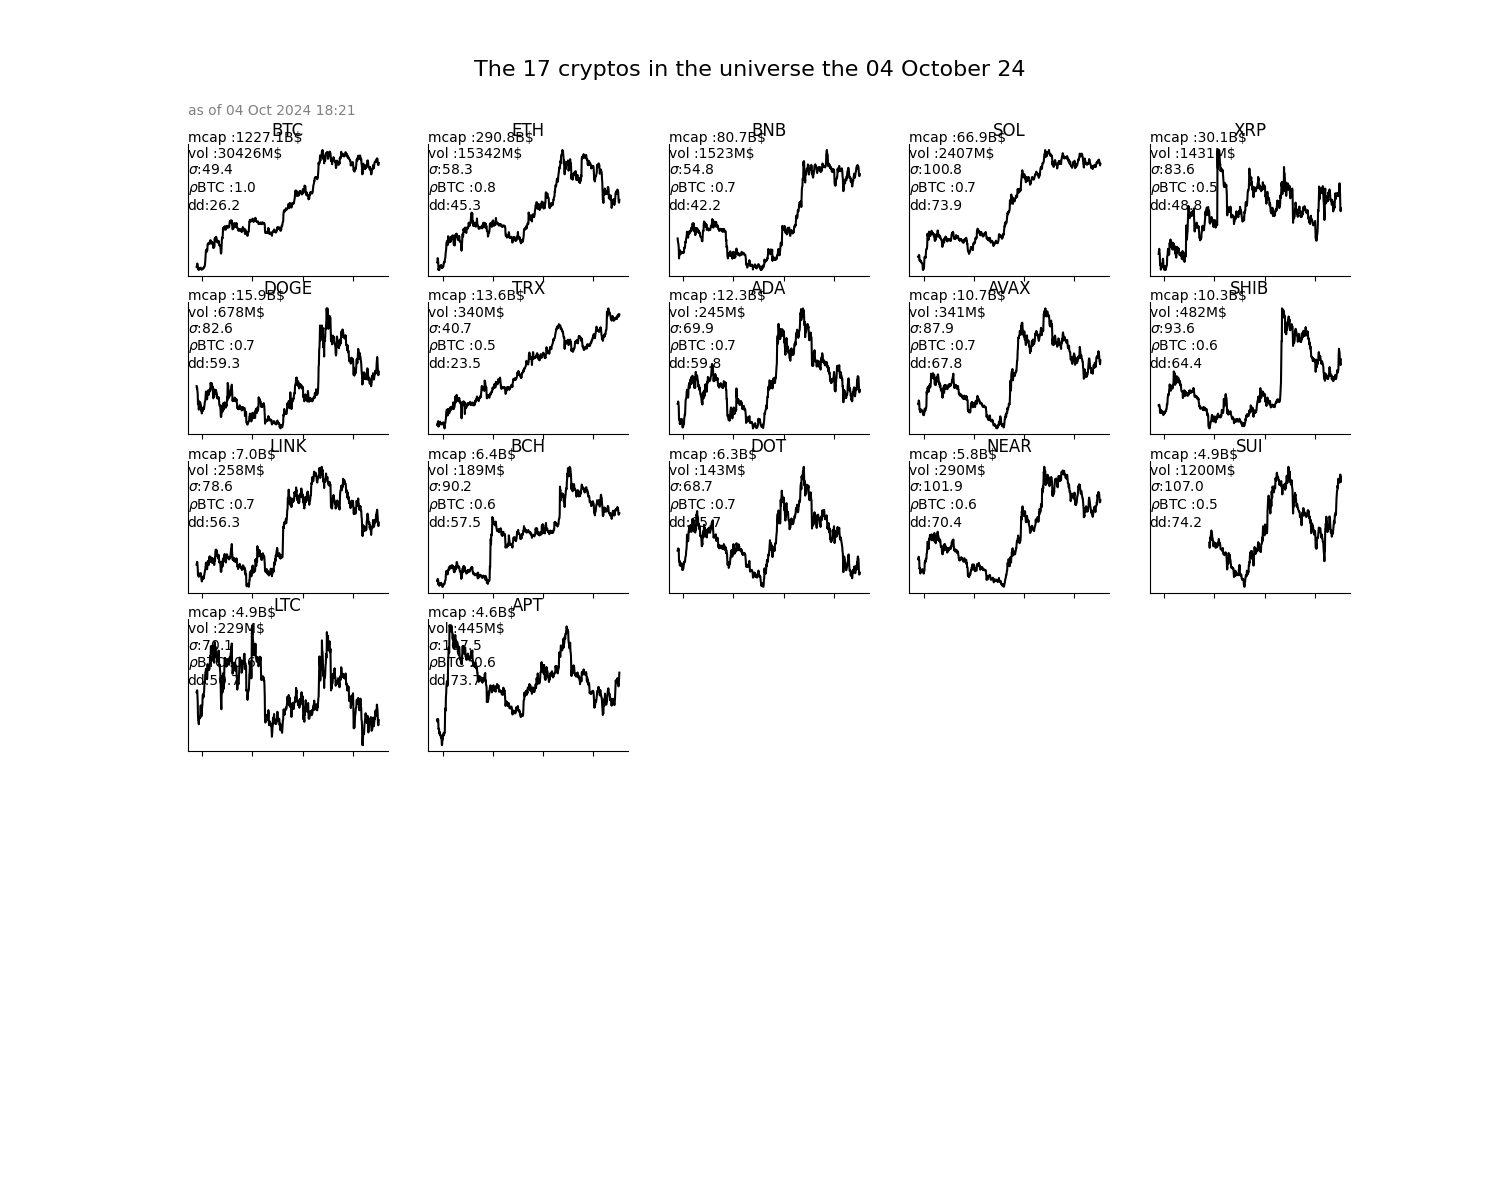 The 17 cryptos in the universe the 04 October 24
as of 04 Oct 2024 18:21
BTC
mcap :1227.1B$
vol :30426M$
σ:49.4
ρBTC :1.0
dd:26.2
ETH
mcap :290.8B$
vol :15342M$
σ:58.3
ρBTC :0.8
dd:45.3
BNB
mcap :80.7B$
vol :1523M$
σ:54.8
ρBTC :0.7
dd:42.2
SOL
mcap :66.9B$
vol :2407M$
σ:100.8
ρBTC :0.7
dd:73.9
XRP
mcap :30.1B$
vol :1431M$
σ:83.6
ρBTC :0.5
dd:48.8
DOGE
mcap :15.9B$
vol :678M$
σ:82.6
ρBTC :0.7
dd:59.3
TRX
mcap :13.6B$
vol :340M$
σ:40.7
ρBTC :0.5
dd:23.5
ADA
mcap :12.3B$
vol :245M$
σ:69.9
ρBTC :0.7
dd:59.8
AVAX
mcap :10.7B$
vol :341M$
σ:87.9
ρBTC :0.7
dd:67.8
SHIB
mcap :10.3B$
vol :482M$
σ:93.6
ρBTC :0.6
dd:64.4
LINK
mcap :7.0B$
vol :258M$
σ:78.6
ρBTC :0.7
dd:56.3
BCH
mcap :6.4B$
vol :189M$
σ:90.2
ρBTC :0.6
dd:57.5
DOT
mcap :6.3B$
vol :143M$
σ:68.7
ρBTC :0.7
NEAR
mcap :5.8B$
vol :290M$
σ:101.9
ρBTC :0.6
dd:70.4
SUI
mcap :4.9B$
vol :1200M$
σ:107.0
ρBTC :0.5
dd:74.2
LTC
mcap :4.9B$
vol :229M$
σ:70.1
APT
mcap :4.6B$
vol :445M$
ρBTC :0.6